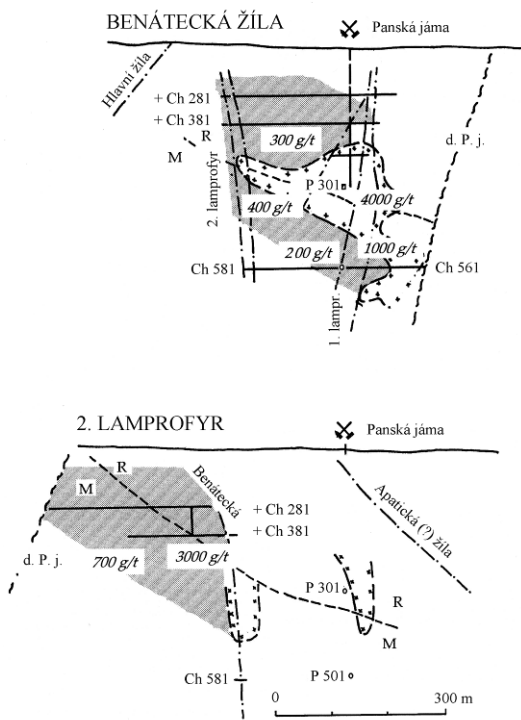 BENÁTECKÁ ŽÍLA
Panská jáma
Hlavní žíla
+ Ch 281
+ Ch 381
R
M
300 g/t
d. P. j.
P 301
2. lamprofyr
400 g/t
4000 g/t
200 g/t
1000 g/t
Ch 581
Ch 561
1. lampr.
2. LAMPROFYR
Panská jáma
R
M
Benátecká
+ Ch 281
+ Ch 381
Apatická (?) žíla
d. P. j.
700 g/t
3000 g/t
P 301
R
M
Ch 581
P 501
0
300 m